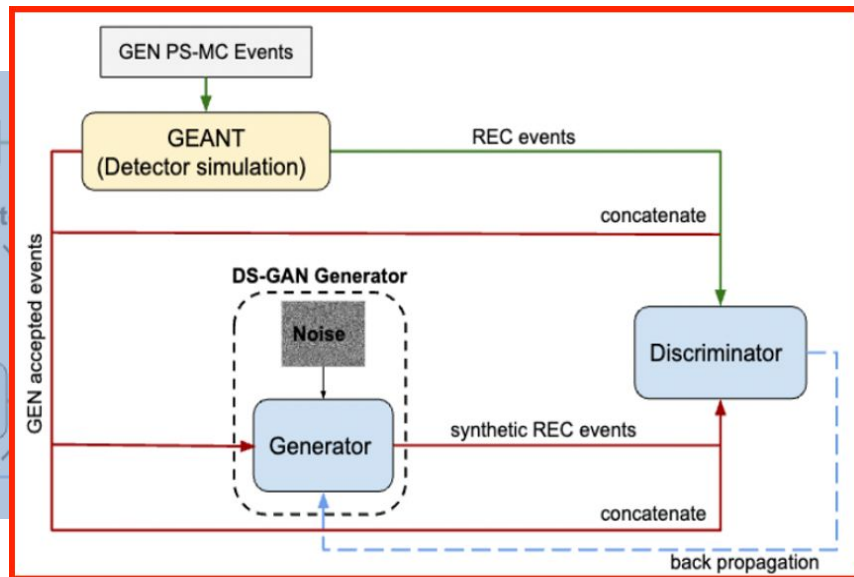 GEN PS-MC Events
GEANT
(Detector simulation)
REC events
concatenate
GEN accepted events
DS-GAN Generator
Noise
Discriminator
Generator
synthetic REC events
concatenate
back propagation